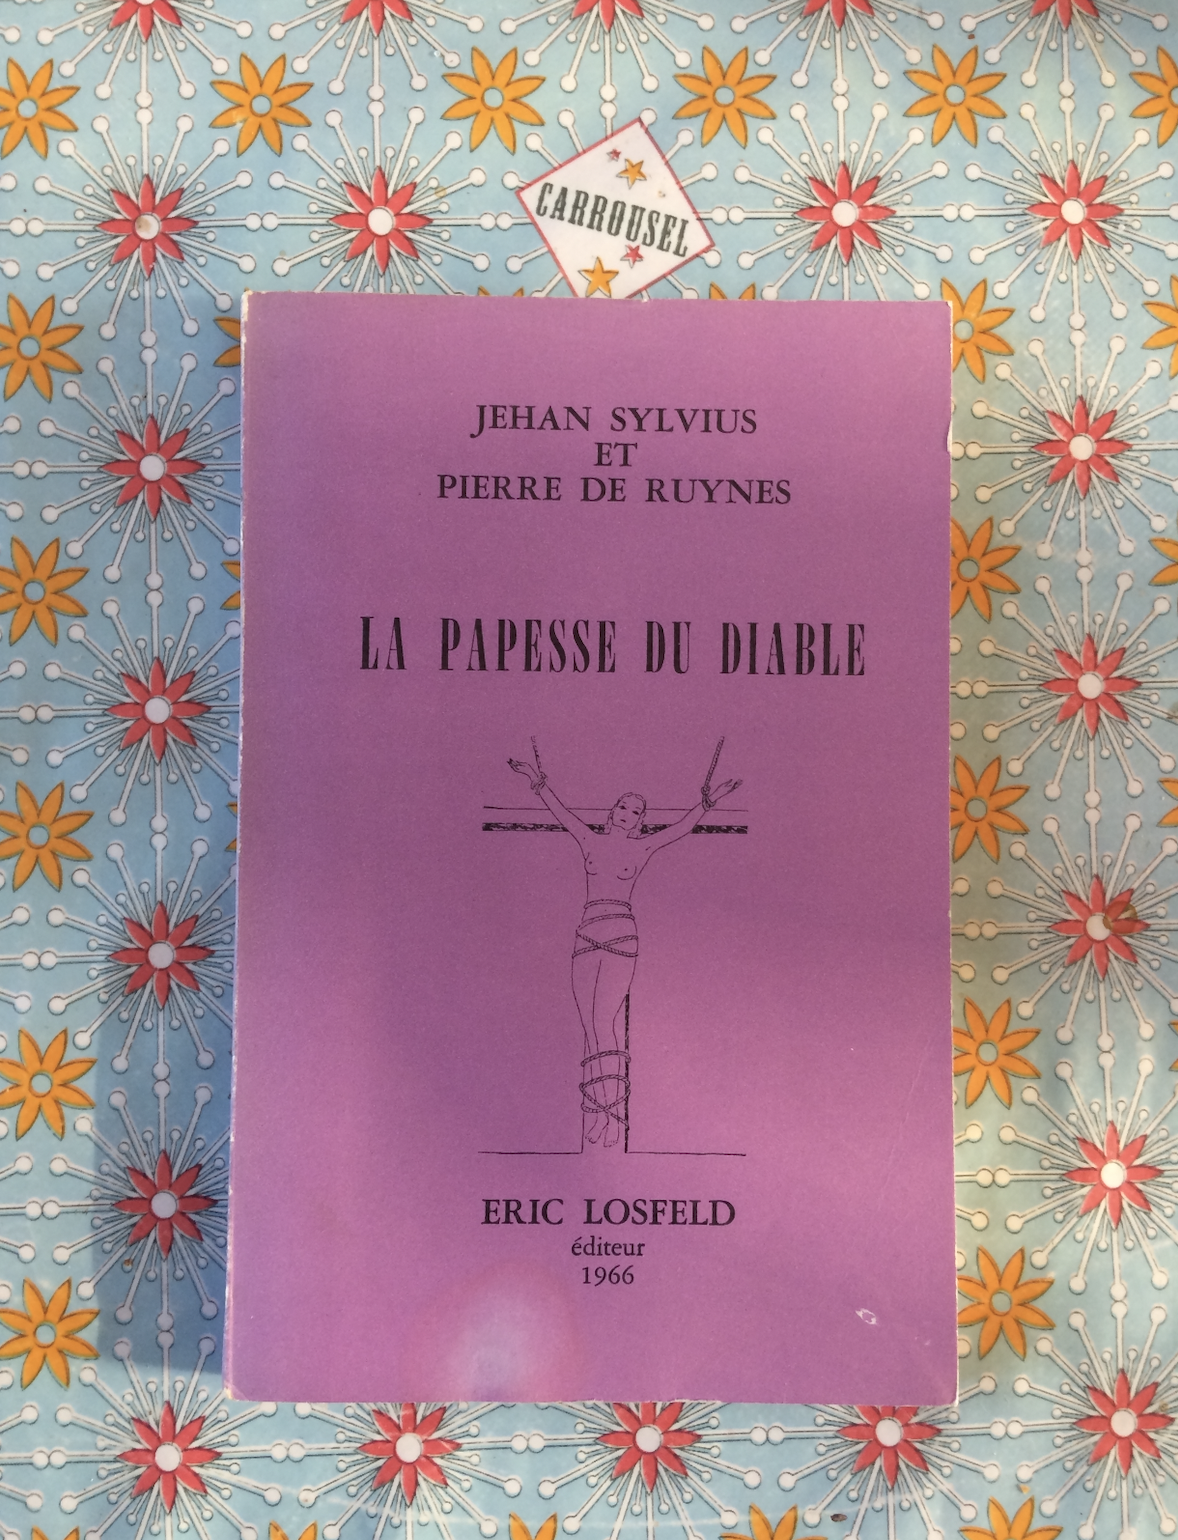 CARROUSEL
JEHAN SYLVIUS
ET
PIERRE DE RUYNES
LA PAPESSE DU DIABLE
ERIC LOSFELD
éditeur
1966